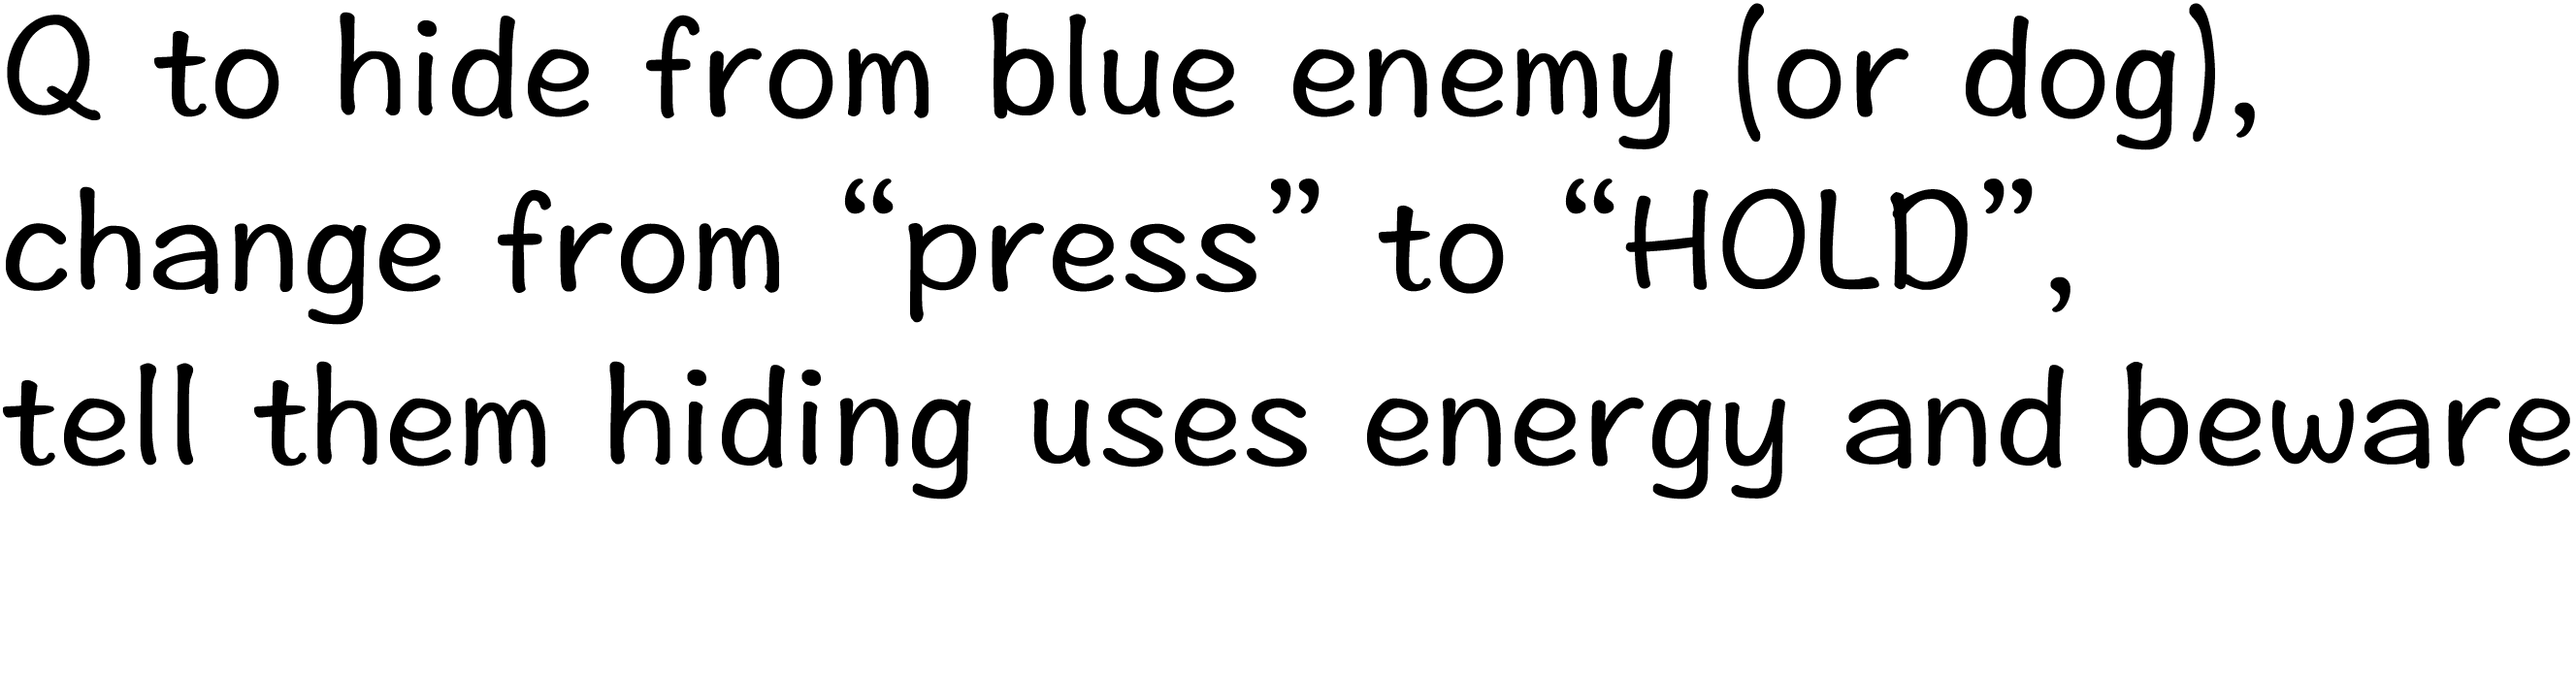 Q to hide from blue enemy (or dog),
change from “press” to “HOLD”,
tell them hiding uses energy and beware